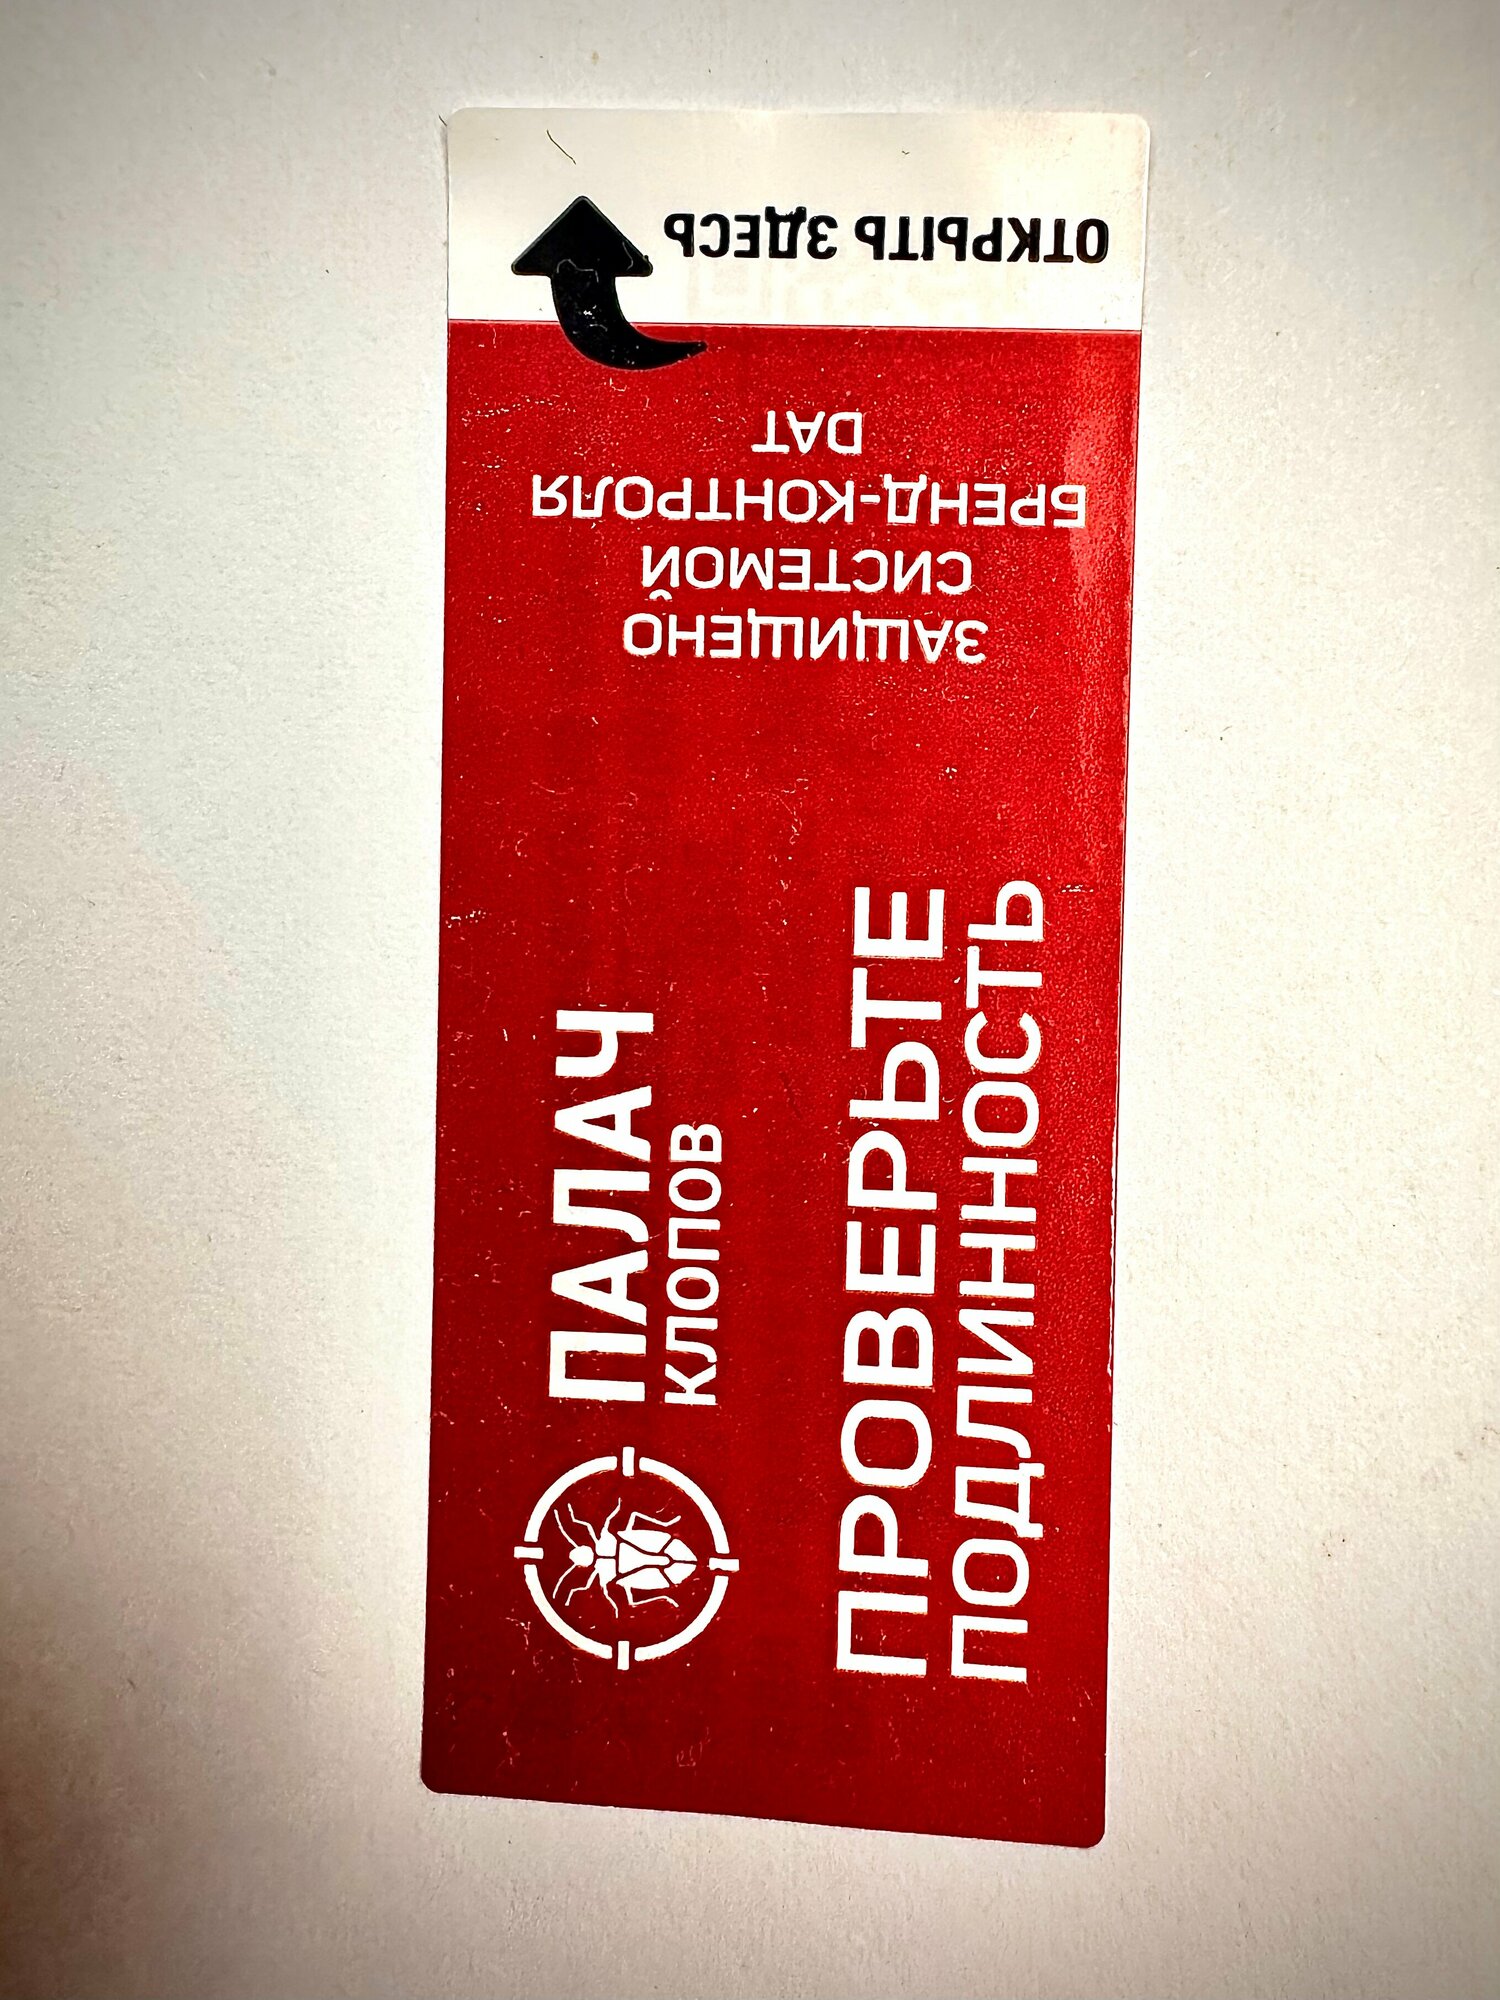 ОТКРЫТЬ ЗДЕСЬ
ЗАЩИЩЕНО
СИСТЕМОЙ
БРЕНД-КОНТРОЛЯ
DAT
ПАЛАЧ
КЛОПОВ
ПРОВЕРЬТЕ
ПОДЛИННОСТЬ